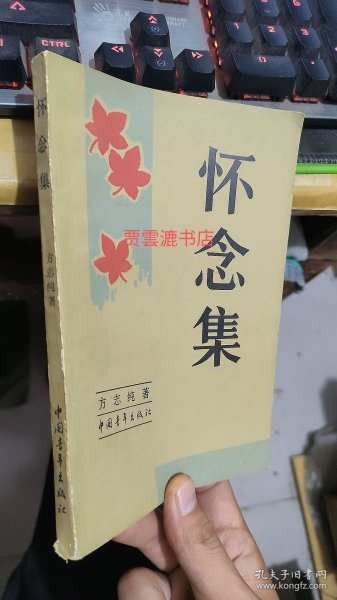 怀念集
方志纯著
中国青年出版社
怀念集
方志纯著
中国青年出版社
贾雲漉书店
CTRL
孔夫子旧书网
www.kongfz.com